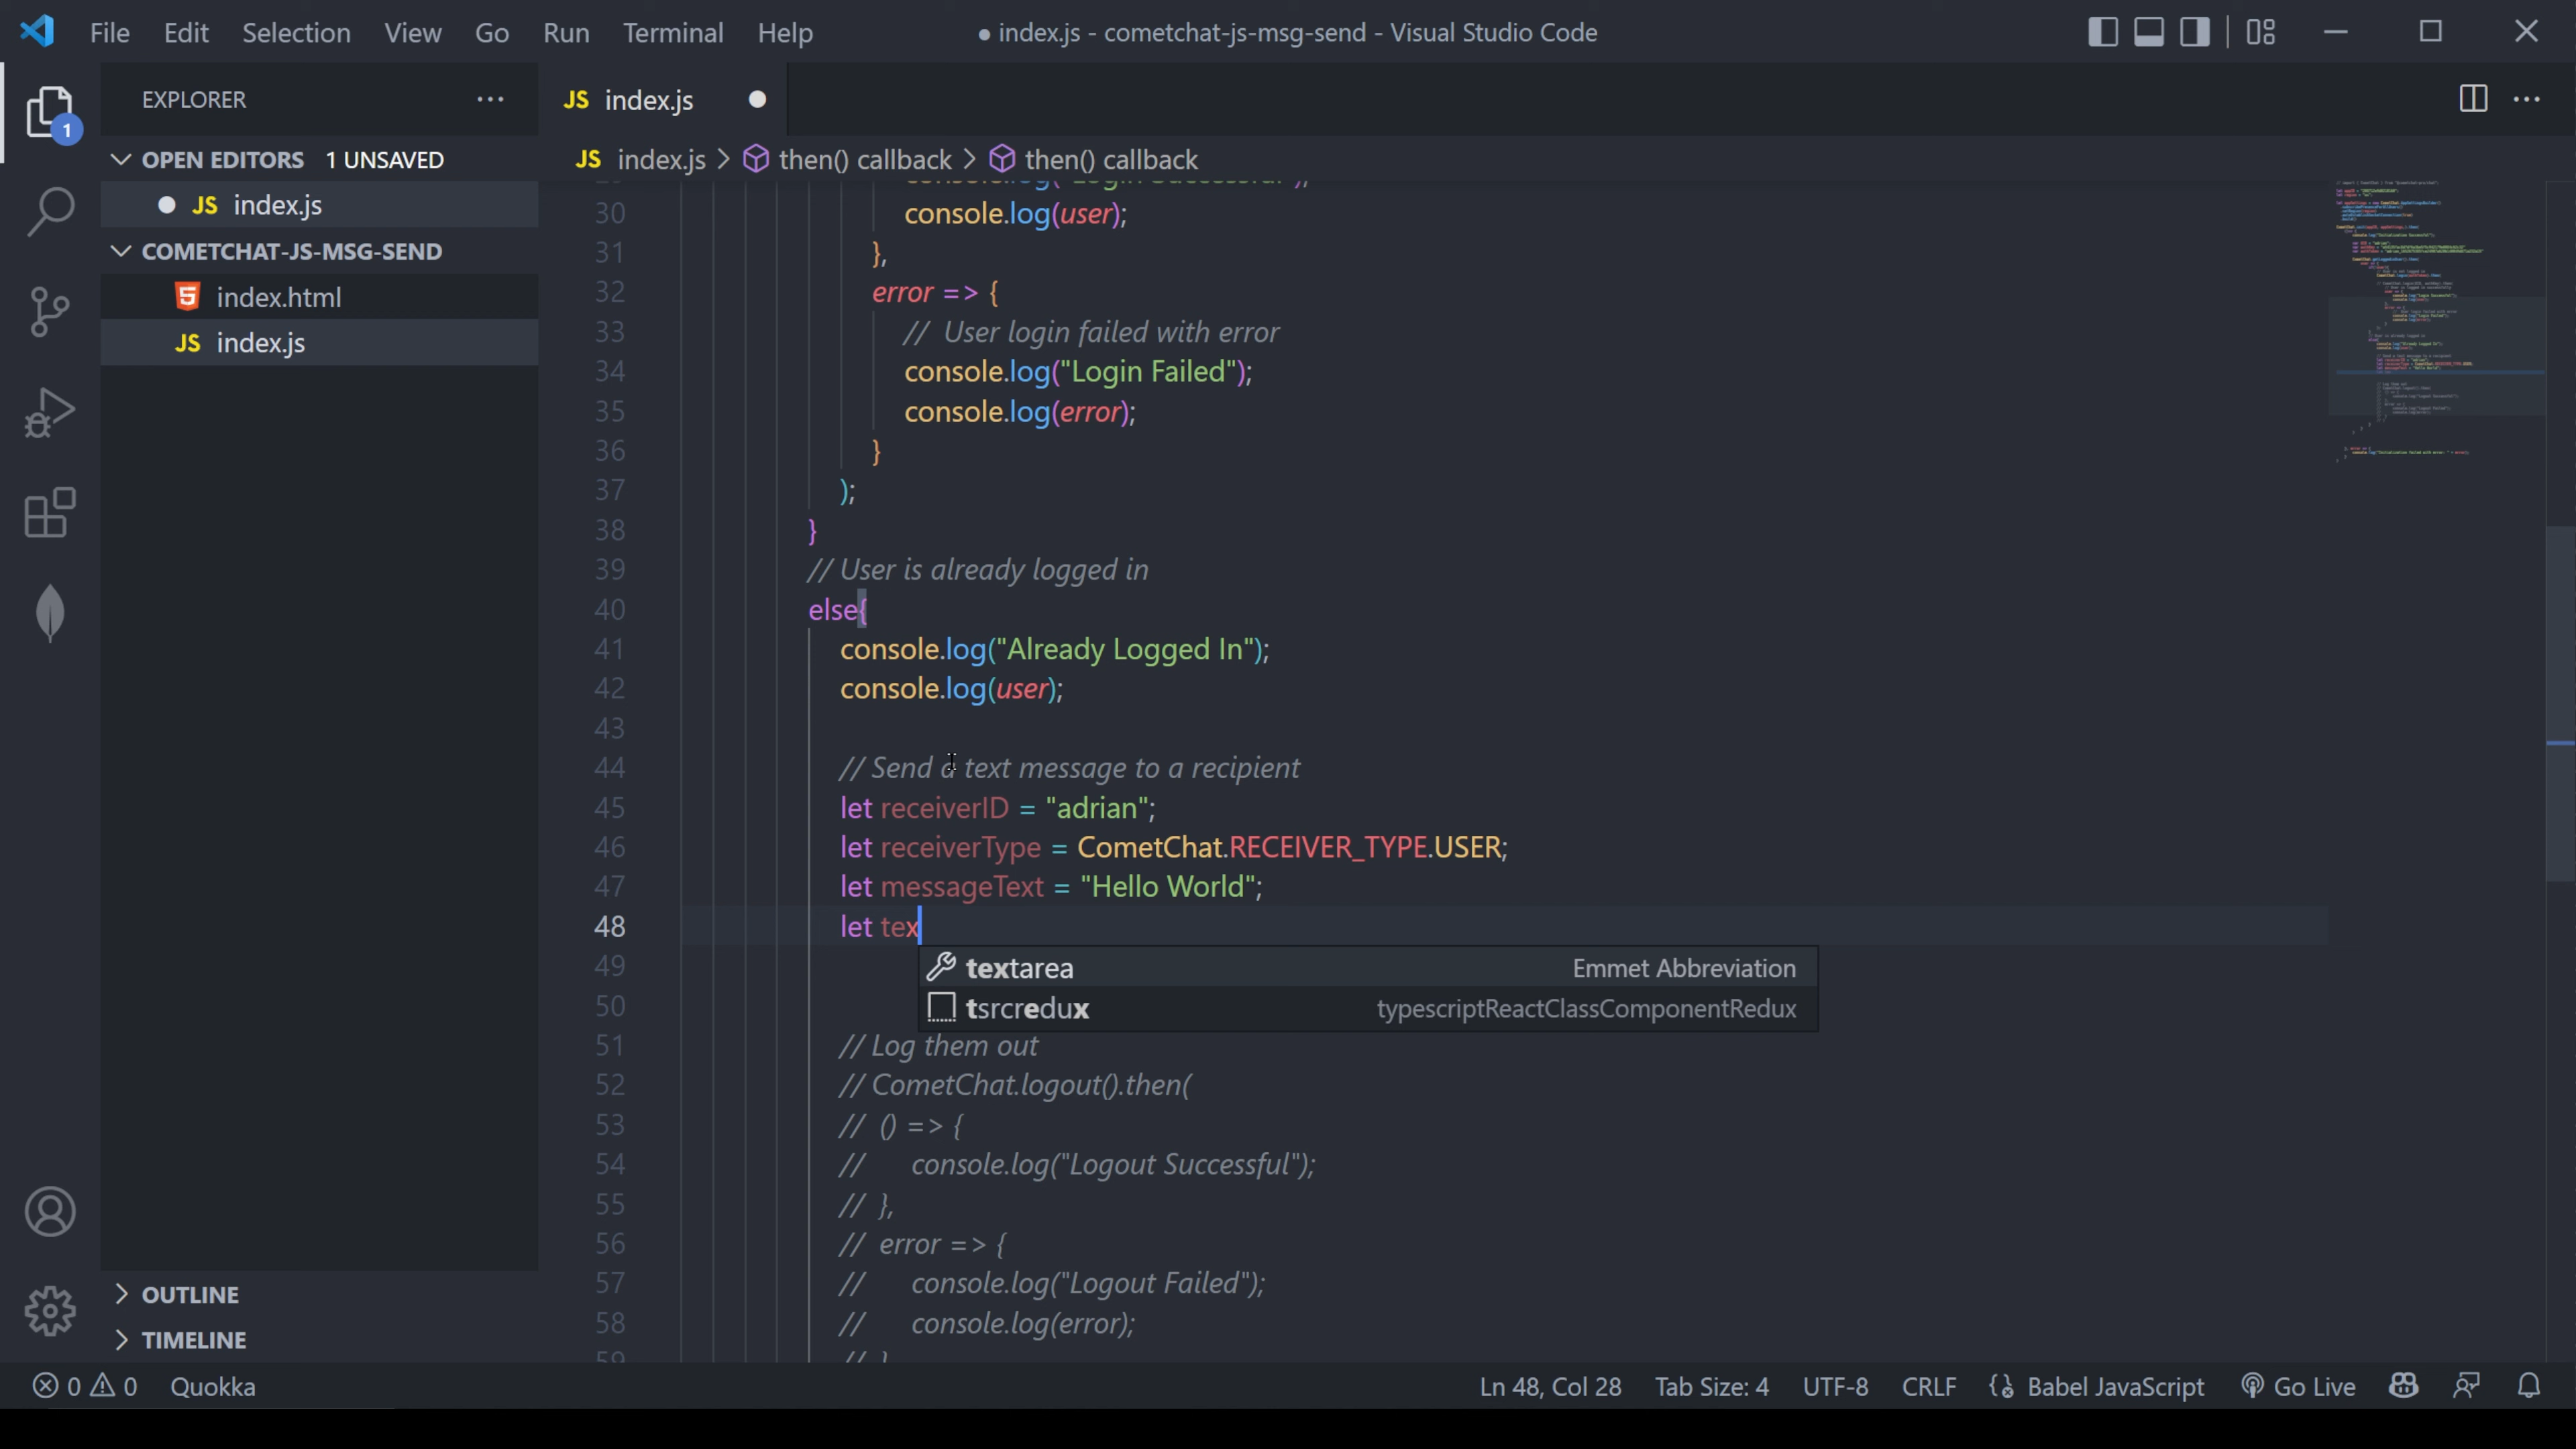 File Edit Selection View Go Run Terminal Help ● index.js - cometchat-js-msg-send - Visual Studio Code
EXPLORER ···
JS index.js
1
OPEN EDITORS 1 UNSAVED
JS index.js > then() callback > then() callback
JS index.js
COMETCHAT-JS-MSG-SEND
index.html
JS index.js
30 console.log(user);
31 },
32 error => {
33 // User login failed with error
34 console.log("Login Failed");
35 console.log(error);
36 }
37 );
38 }
39 // User is already logged in
40 else{
41 console.log("Already Logged In");
42 console.log(user);
43
44 // Send a text message to a recipient
45 let receiverID = "adrian";
46 let receiverType = CometChat.RECEIVER_TYPE.USER;
47 let messageText = "Hello World";
48 let tex
textarea Emmet Abbreviation
tsrcredux typescriptReactClassComponentRedux
49
50
51 // Log them out
52 // CometChat.logout().then(
53 // () => {
54 // console.log("Logout Successful");
55 // },
56 // error => {
57 // console.log("Logout Failed");
58 // console.log(error);
59 // }
OUTLINE
TIMELINE
0 0 Quokka Ln 48, Col 28 Tab Size: 4 UTF-8 CRLF Babel JavaScript Go Live